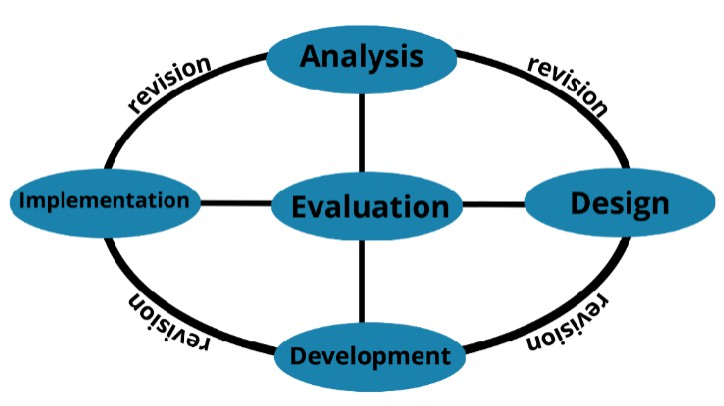 Analysis
revision
revision
Implementation
Evaluation
Design
revision
revision
Development